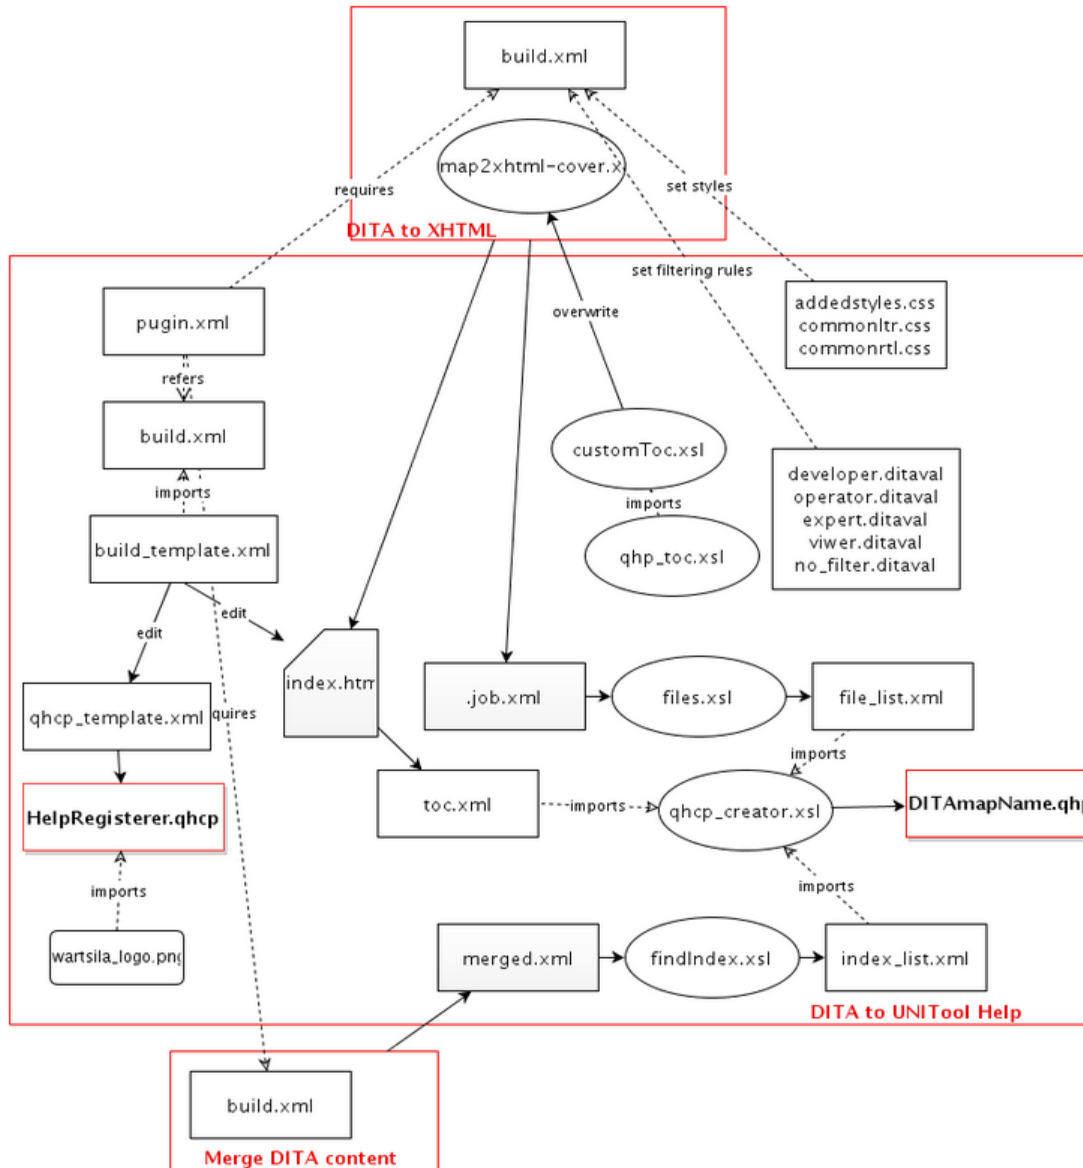 build.xml
map2xhtml-cover.x
requires
set styles
DITA to XHTML
set filtering rules
pugin.xml
addedstyles.css
commonltr.css
commonrtl.css
overwrite
refers
build.xml
customToc.xsl
imports
imports
developer.ditaval
operator.ditaval
expert.ditaval
viwer.ditaval
no_filter.ditaval
build_template.xml
qhp_toc.xsl
edit
edit
index.htm
.job.xml
files.xsl
file_list.xml
qhcp_template.xml
quires
imports
toc.xml
imports
qhcp_creator.xsl
DITAmapName.qhp
HelpRegisterer.qhcp
imports
imports
wartsila_logo.png
merged.xml
findIndex.xsl
index_list.xml
DITA to UNITool Help
build.xml
Merge DITA content